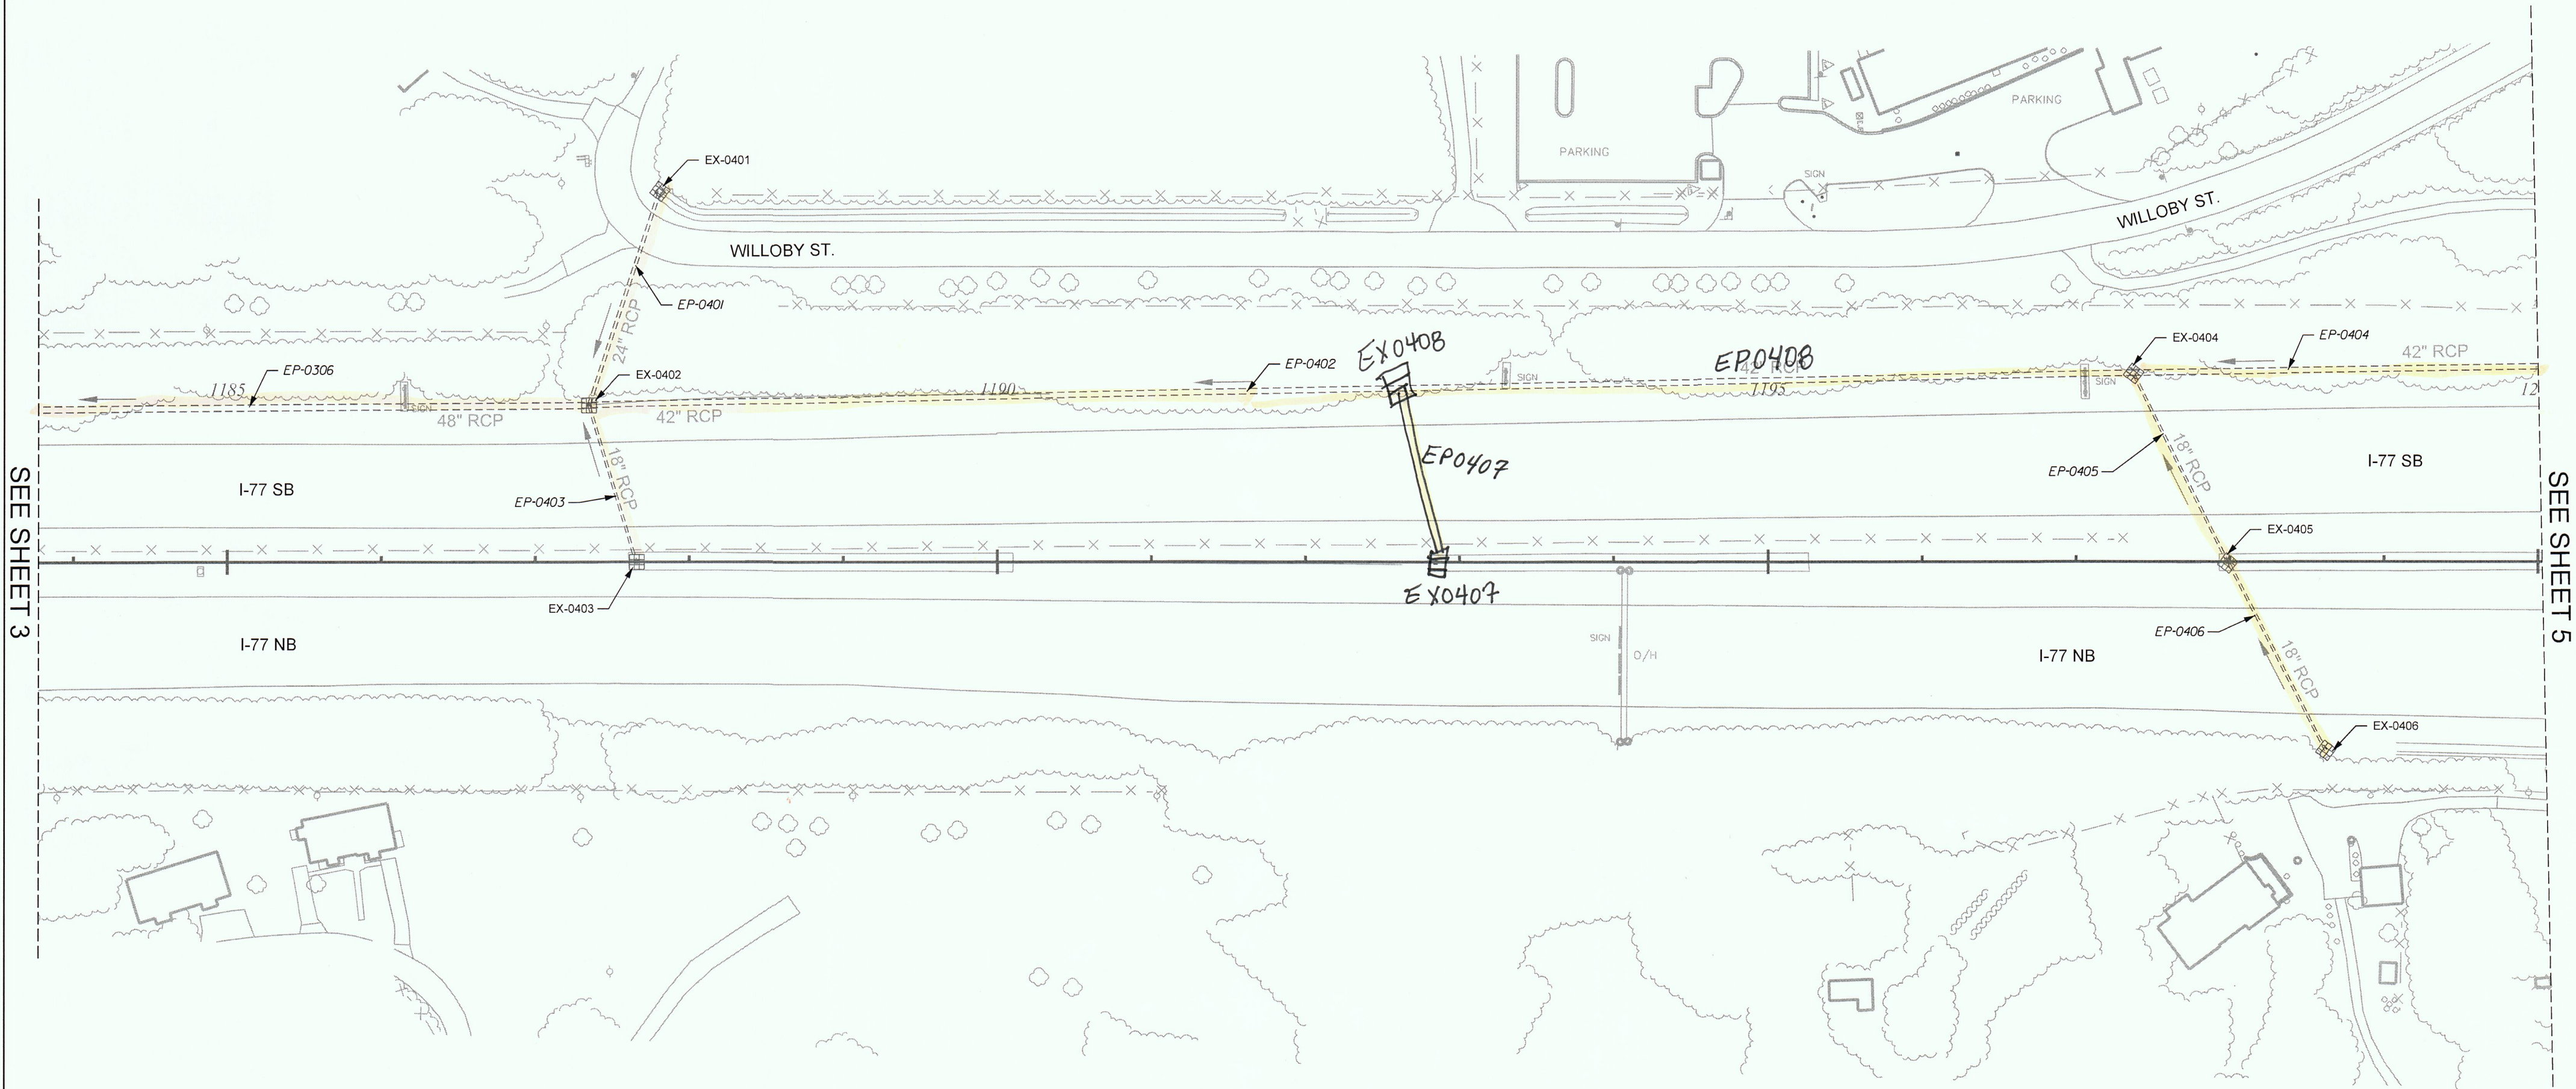 PARKING
EX-0401
PARKING
SIGN
WILLOBY ST.
WILLOBY ST.
EP-0401
24" RCP
EX0408
EP-0402
EP0408
EX-0404
EP-0404
42" RCP
EP-0306
1185
EX-0402
1190
SIGN
1195
SIGN
12
SIGN
48" RCP
42" RCP
18" RCP
EP0407
18" RCP
EP-0405
I-77 SB
I-77 SB
EP-0403
SEE SHEET 3
SEE SHEET 5
EX-0405
EX-0403
EX0407
EP-0406
I-77 NB
SIGN
O/H
I-77 NB
18" RCP
EX-0406